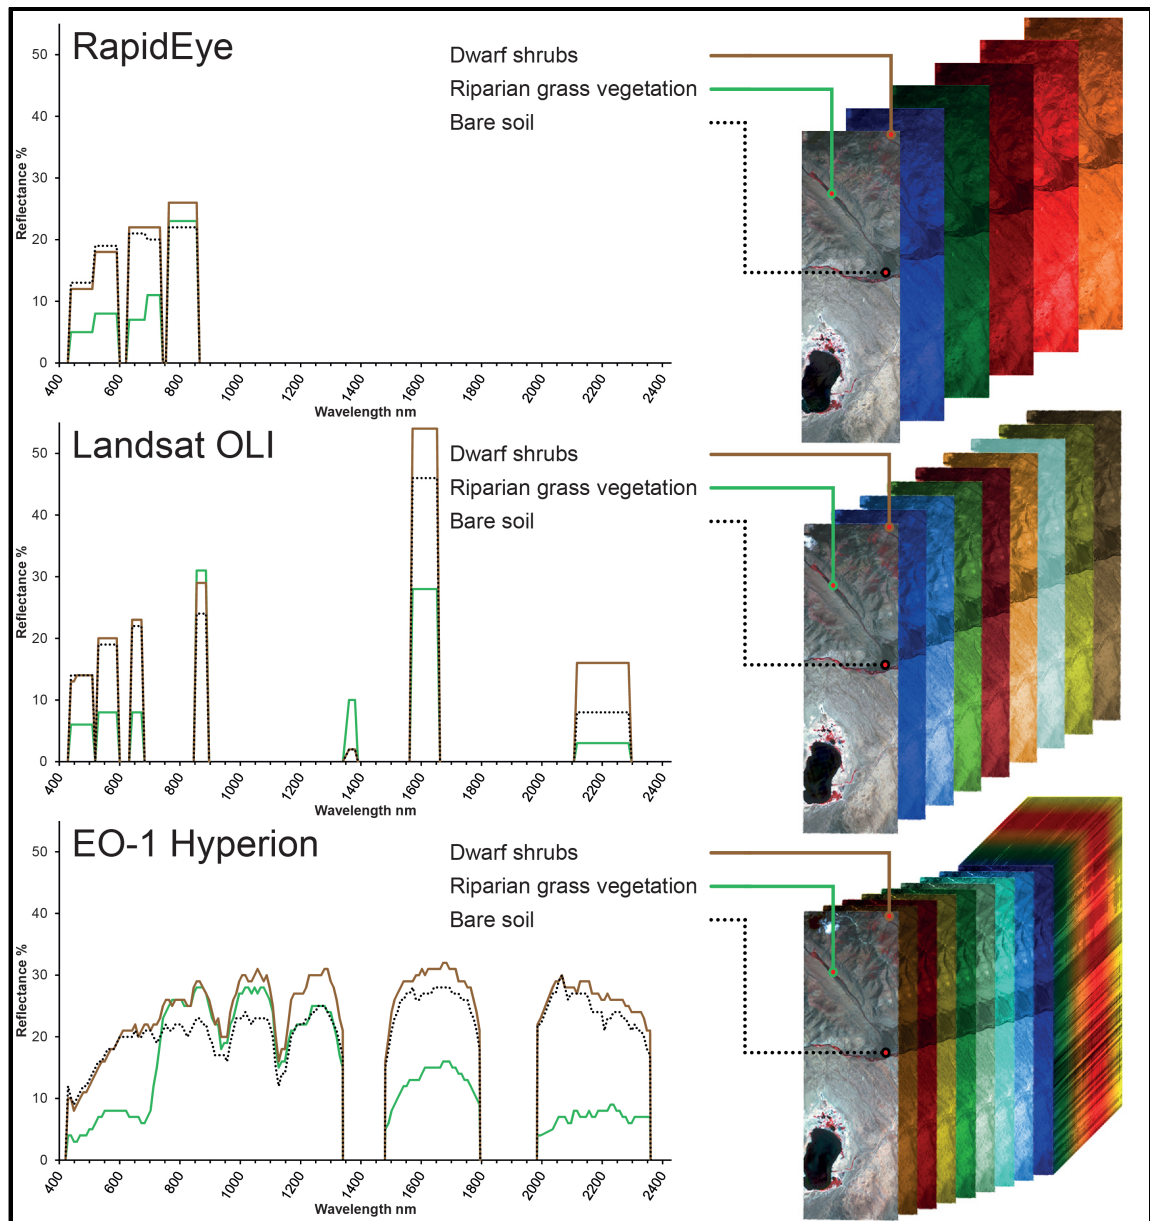 RapidEye
Dwarf shrubs
Riparian grass vegetation
Bare soil
Reflectance %
50
40
30
20
10
0
400 600 800 1000 1200 1400 1600 1800 2000 2200 2400
Wavelength nm
Landsat OLI
Dwarf shrubs
Riparian grass vegetation
Bare soil
Reflectance %
50
40
30
20
10
0
400 600 800 1000 1200 1400 1600 1800 2000 2200 2400
Wavelength nm
EO-1 Hyperion
Dwarf shrubs
Riparian grass vegetation
Bare soil
Reflectance %
50
40
30
20
10
0
400 600 800 1000 1200 1400 1600 1800 2000 2200 2400
Wavelength nm